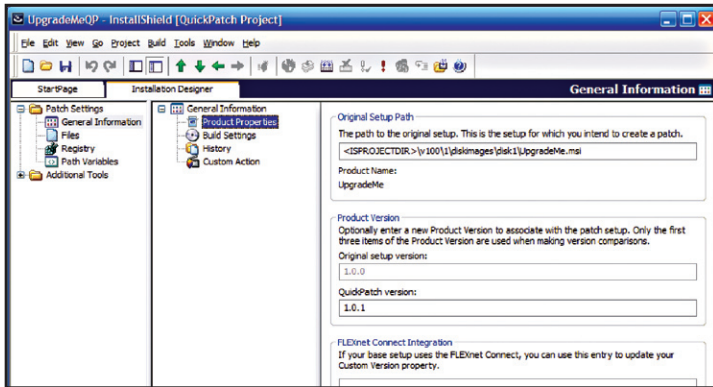 UpgradeMeQP - InstallShield [QuickPatch Project]
File Edit View Go Project Build Tools Window Help
StartPage
Installation Designer
General Information
Patch Settings
General Information
Files
Registry
Path Variables
Additional Tools
General Information
Product Properties
Build Settings
History
Custom Action
Original Setup Path
The path to the original setup. This is the setup for which you intend to create a patch.
<ISPROJECTDIR>\v100\1\diskimages\disk1\UpgradeMe.msi
Product Name:
UpgradeMe
Product Version
Optionally enter a new Product Version to associate with the patch setup. Only the first
three items of the Product Version are used when making version comparisons.
Original setup version:
1.0.0
QuickPatch version:
1.0.1
FLEXnet Connect Integration
If your base setup uses the FLEXnet Connect, you can use this entry to update your
Custom Version property.